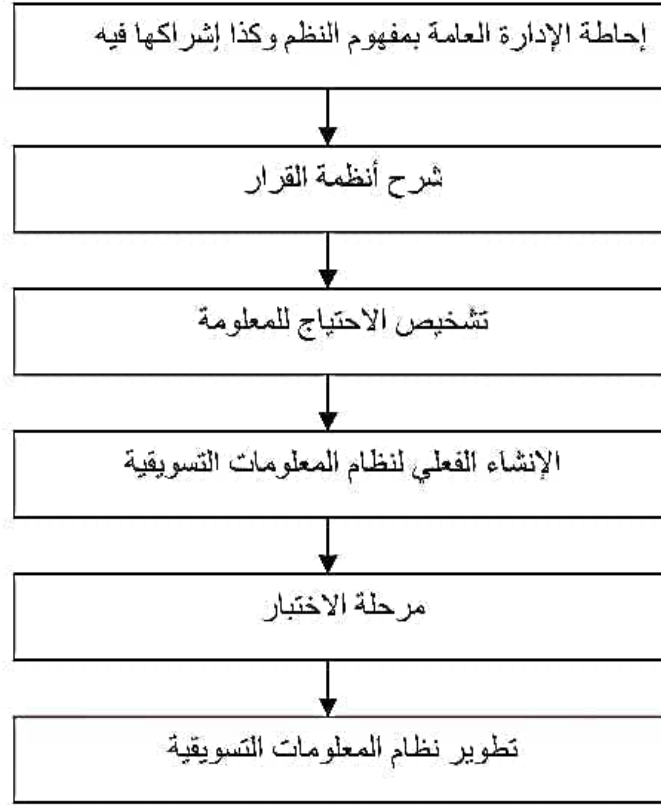 إحاطة الإدارة العامة بمفهوم النظم وكذا إشراكها فيه
شرح أنظمة القرار
تشخيص الاحتياج للمعلومة
الإنشاء الفعلي لنظام المعلومات التسويقية
مرحلة الاختبار
تطوير نظام المعلومات التسويقية